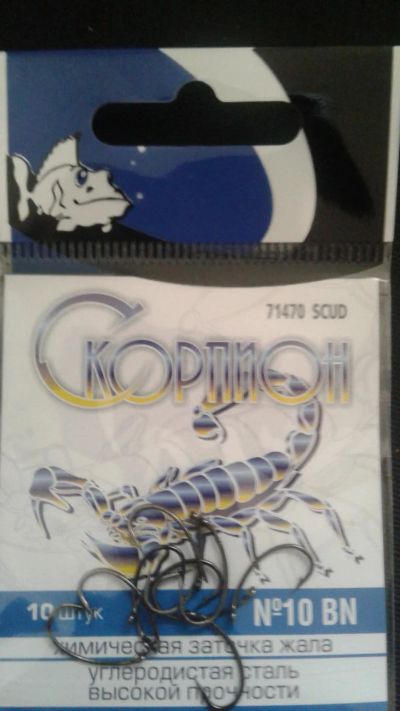 71470 SCUD
Скорпион
10 штук
№10 BN
химическая заточка жала
углеродистая сталь
высокой прочности